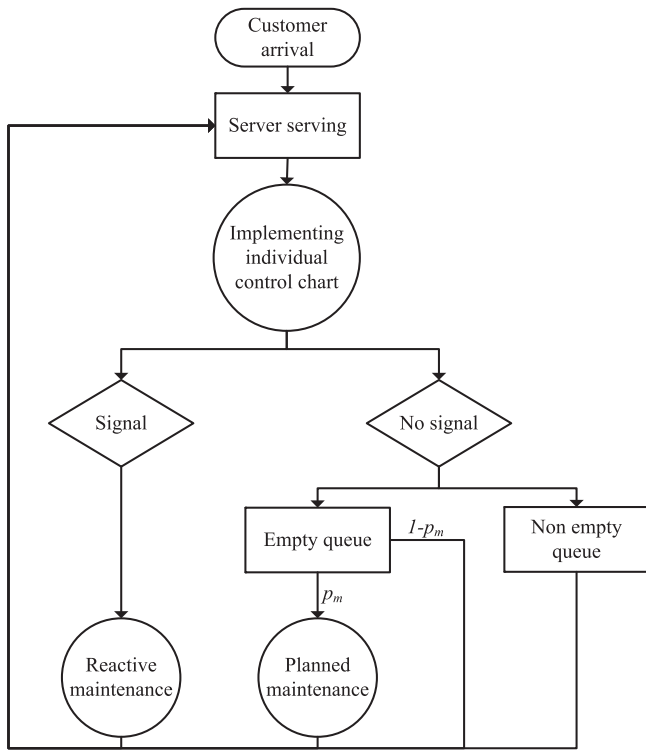 Customer
arrival
Server serving
Implementing
individual
control chart
Signal
No signal
Empty queue
1-pm
Non empty
queue
pm
Reactive
maintenance
Planned
maintenance